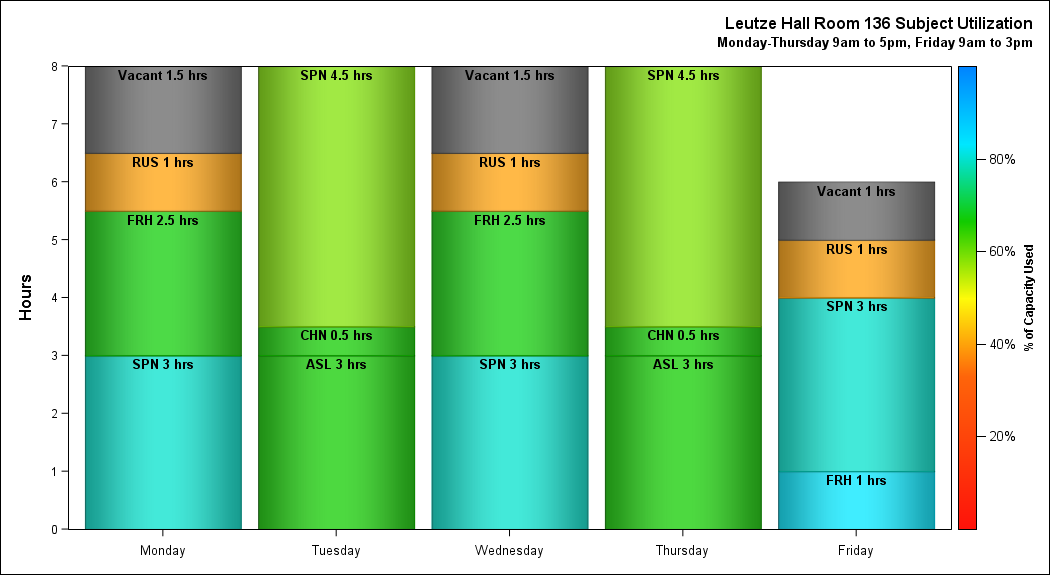 Leutze Hall Room 136 Subject Utilization
Monday-Thursday 9am to 5pm, Friday 9am to 3pm
Hours
8
7
6
5
4
3
2
1
0
Vacant 1.5 hrs
RUS 1 hrs
FRH 2.5 hrs
SPN 3 hrs
SPN 4.5 hrs
CHN 0.5 hrs
ASL 3 hrs
Vacant 1.5 hrs
RUS 1 hrs
FRH 2.5 hrs
SPN 3 hrs
SPN 4.5 hrs
CHN 0.5 hrs
ASL 3 hrs
Vacant 1 hrs
RUS 1 hrs
SPN 3 hrs
FRH 1 hrs
Monday Tuesday Wednesday Thursday Friday
80%
60%
40%
20%
% of Capacity Used